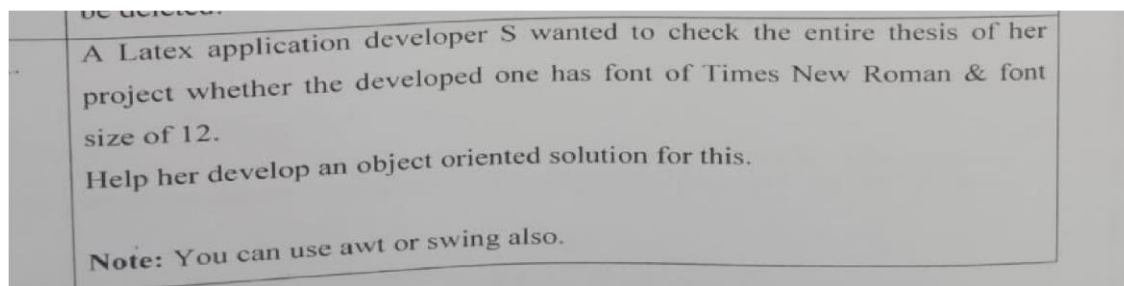 be deleted.
A Latex application developer S wanted to check the entire thesis of her
project whether the developed one has font of Times New Roman & font
size of 12.
Help her develop an object oriented solution for this.
Note: You can use awt or swing also.